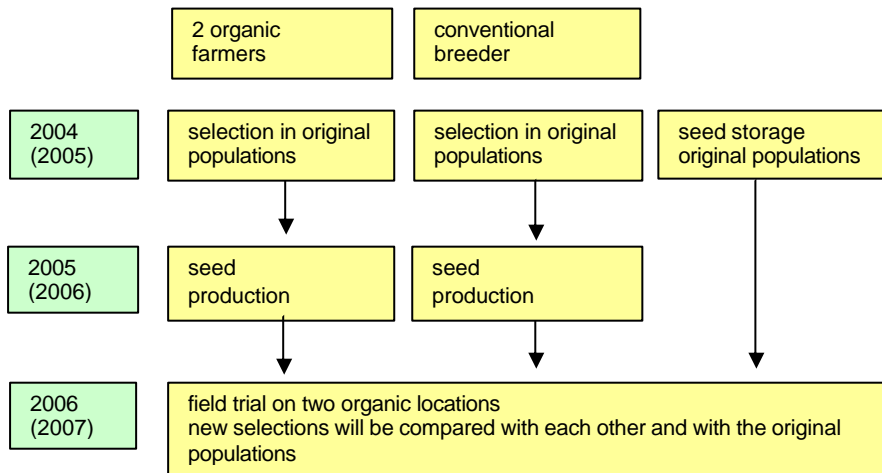 2 organic
farmers
conventional
breeder
2004
(2005)
selection in original
populations
selection in original
populations
seed storage
original populations
2005
(2006)
seed
production
seed
production
2006
(2007)
field trial on two organic locations
new selections will be compared with each other and with the original
populations